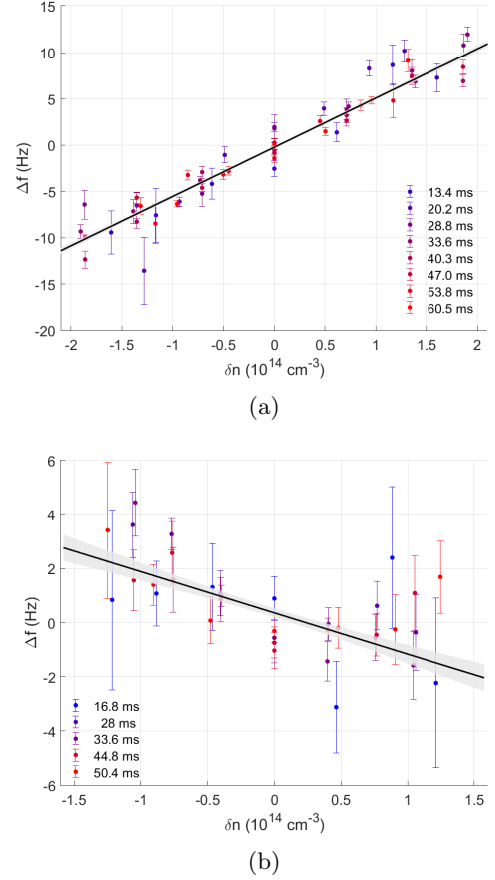 15
10
5
0
-5
-10
-15
-20
Δf (Hz)
13.4 ms
20.2 ms
28.8 ms
33.6 ms
40.3 ms
47.0 ms
53.8 ms
60.5 ms
-2 -1.5 -1 -0.5 0 0.5 1 1.5 2
δn (10¹⁴ cm⁻³)
(a)
6
4
2
0
-2
-4
-6
Δf (Hz)
16.8 ms
28 ms
33.6 ms
44.8 ms
50.4 ms
-1.5 -1 -0.5 0 0.5 1 1.5
δn (10¹⁴ cm⁻³)
(b)